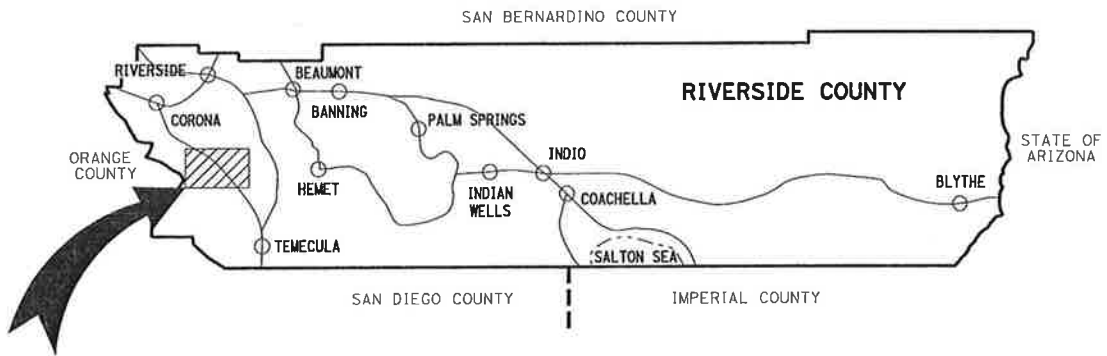 SAN BERNARDINO COUNTY
RIVERSIDE
BEAUMONT
RIVERSIDE COUNTY
CORONA
BANNING
PALM SPRINGS
STATE OF
ARIZONA
ORANGE
COUNTY
INDIO
HEMET
INDIAN
WELLS
COACHELLA
BLYTHE
TEMECULA
SALTON SEA
SAN DIEGO COUNTY
IMPERIAL COUNTY